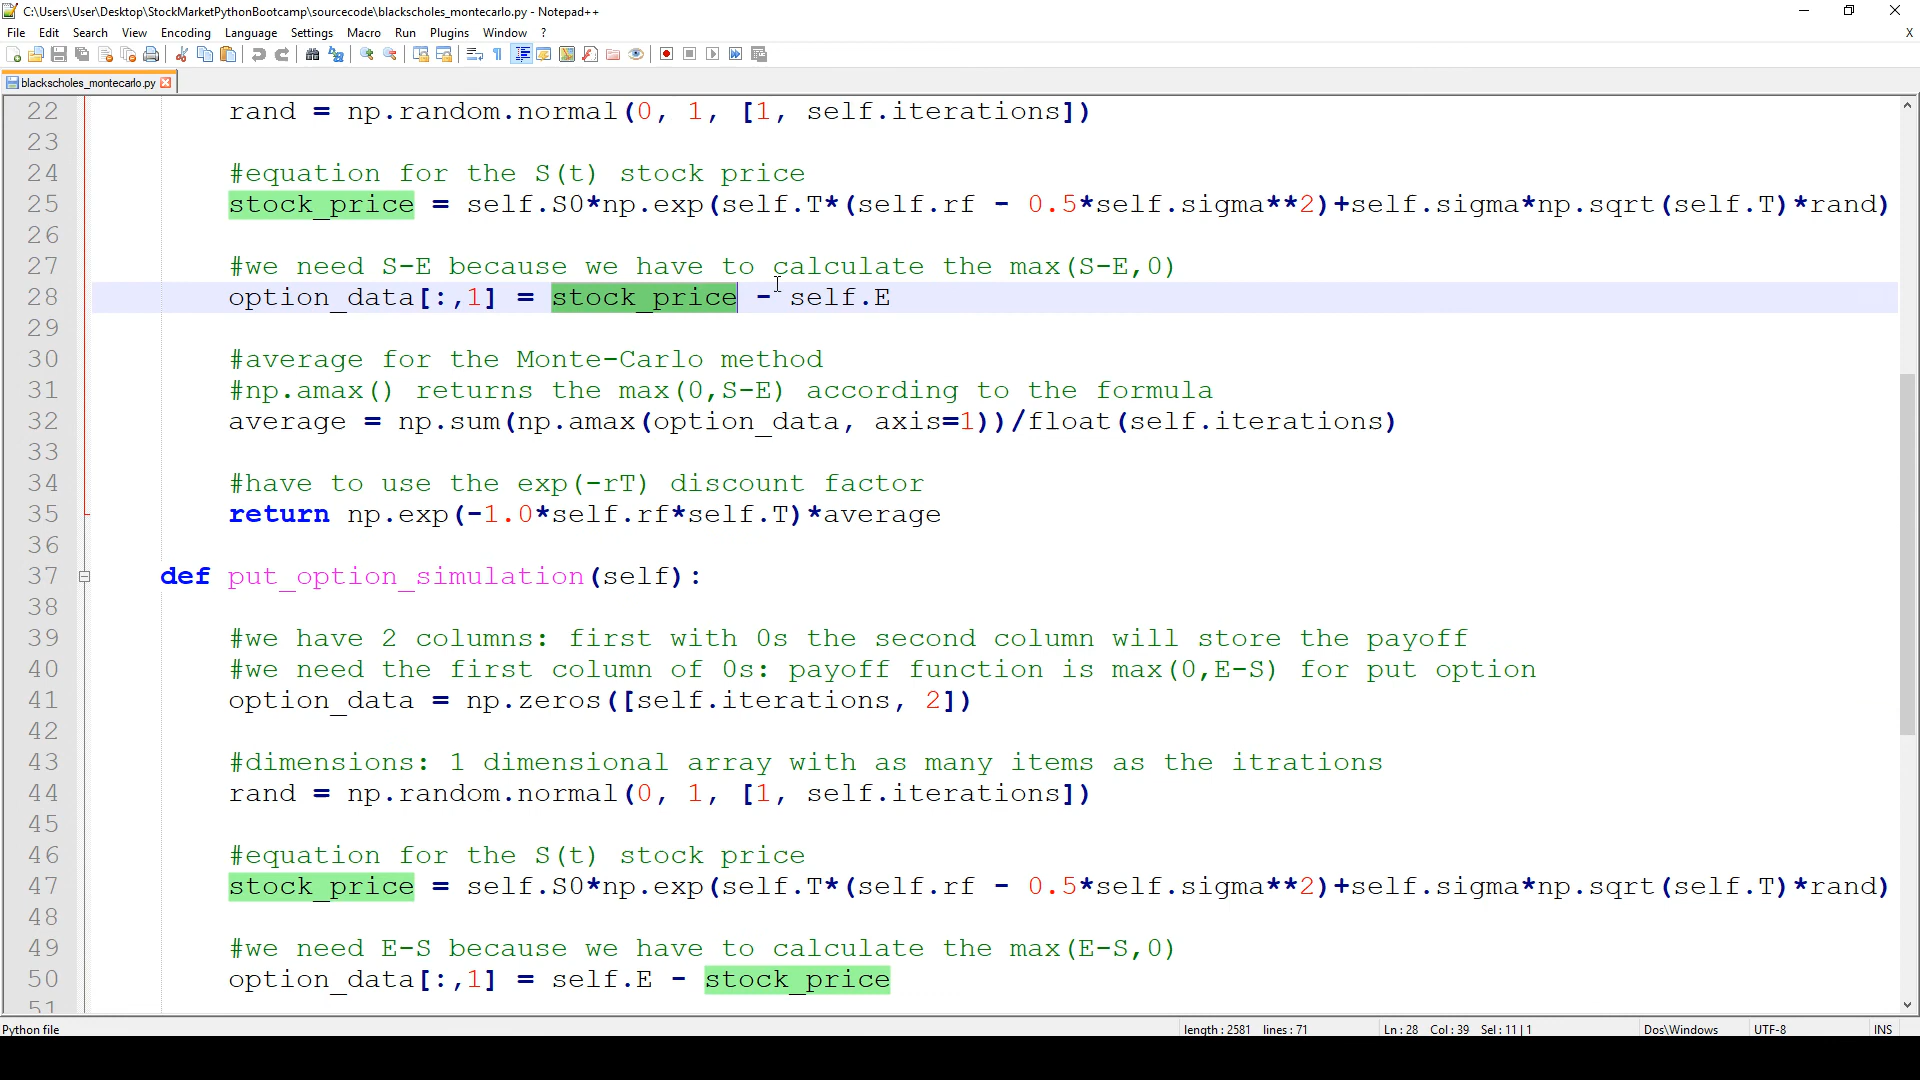 C:\Users\User\Desktop\StockMarketPythonBootcamp\sourcecode\blackscholes_montecarlo.py - Notepad++
File Edit Search View Encoding Language Settings Macro Run Plugins Window ? X
blackscholes_montecarlo.py
22 rand = np.random.normal(0, 1, [1, self.iterations])
23
24 #equation for the S(t) stock price
25 stock_price = self.S0*np.exp(self.T*(self.rf - 0.5*self.sigma**2)+self.sigma*np.sqrt(self.T)*rand)
26
27 #we need S-E because we have to calculate the max(S-E,0)
28 option_data[:,1] = stock_price - self.E
29
30 #average for the Monte-Carlo method
31 #np.amax() returns the max(0,S-E) according to the formula
32 average = np.sum(np.amax(option_data, axis=1))/float(self.iterations)
33
34 #have to use the exp(-rT) discount factor
35 return np.exp(-1.0*self.rf*self.T)*average
36
37 def put_option_simulation(self):
38
39 #we have 2 columns: first with 0s the second column will store the payoff
40 #we need the first column of 0s: payoff function is max(0,E-S) for put option
41 option_data = np.zeros([self.iterations, 2])
42
43 #dimensions: 1 dimensional array with as many items as the itrations
44 rand = np.random.normal(0, 1, [1, self.iterations])
45
46 #equation for the S(t) stock price
47 stock_price = self.S0*np.exp(self.T*(self.rf - 0.5*self.sigma**2)+self.sigma*np.sqrt(self.T)*rand)
48
49 #we need E-S because we have to calculate the max(E-S,0)
50 option_data[:,1] = self.E - stock_price
51
Python file length : 2581 lines : 71 Ln : 28 Col : 39 Sel : 11 | 1 Dos\Windows UTF-8 INS